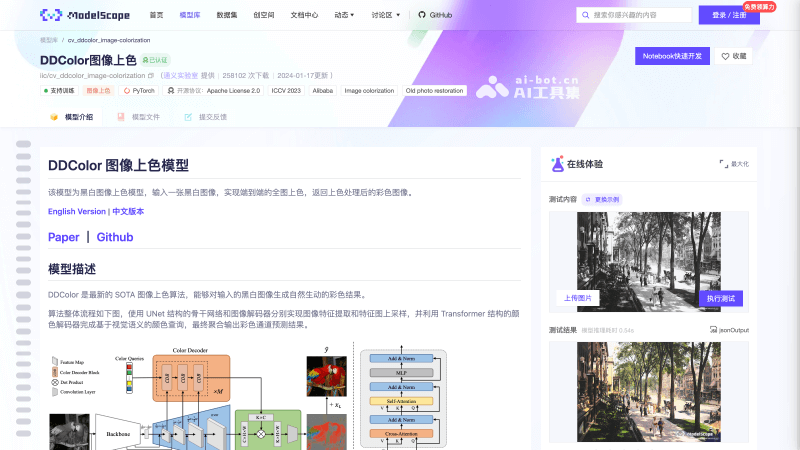 ModelScope 首页 模型库 数据集 创空间 文档中心 动态 讨论区 GitHub 搜索您感兴趣的内容 登录 / 注册 免费领算力
模型库 / cv_ddcolor_image-colorization
DDColor图像上色 已认证
iic/cv_ddcolor_image-colorization (通义实验室 提供 | 258102 次下载 | 2024-01-17更新)
Notebook快速开发 收藏
支持训练 图像上色 PyTorch 开源协议: Apache License 2.0 ICCV 2023 Alibaba Image colorization Old photo restoration
ai-bot.cn
AI工具集
模型介绍 模型文件 提交反馈
DDColor 图像上色模型
该模型为黑白图像上色模型，输入一张黑白图像，实现端到端的全图上色，返回上色处理后的彩色图像。
English Version | 中文版本
Paper | Github
模型描述
DDColor 是最新的 SOTA 图像上色算法，能够对输入的黑白图像生成自然生动的彩色结果。
算法整体流程如下图，使用 UNet 结构的骨干网络和图像解码器分别实现图像特征提取和特征图上采样，并利用 Transformer 结构的颜
色解码器完成基于视觉语义的颜色查询，最终聚合输出彩色通道预测结果。
Feature Map
Color Decoder Block
Dot Product
Convolution Layer
Color Queries
Color Decoder
CDB CDB CDB
×M
ŷ
+ xL
K×C
C×H×W
K×H×W
Backbone
Add & Norm
MLP
Add & Norm
Self-Attention
V K Q
Add & Norm
Cross-Attention
V K Q
在线体验 最大化
测试内容 更换示例
上传图片 执行测试
测试结果 模型推理耗时 0.54s jsonOutput
ModelScope